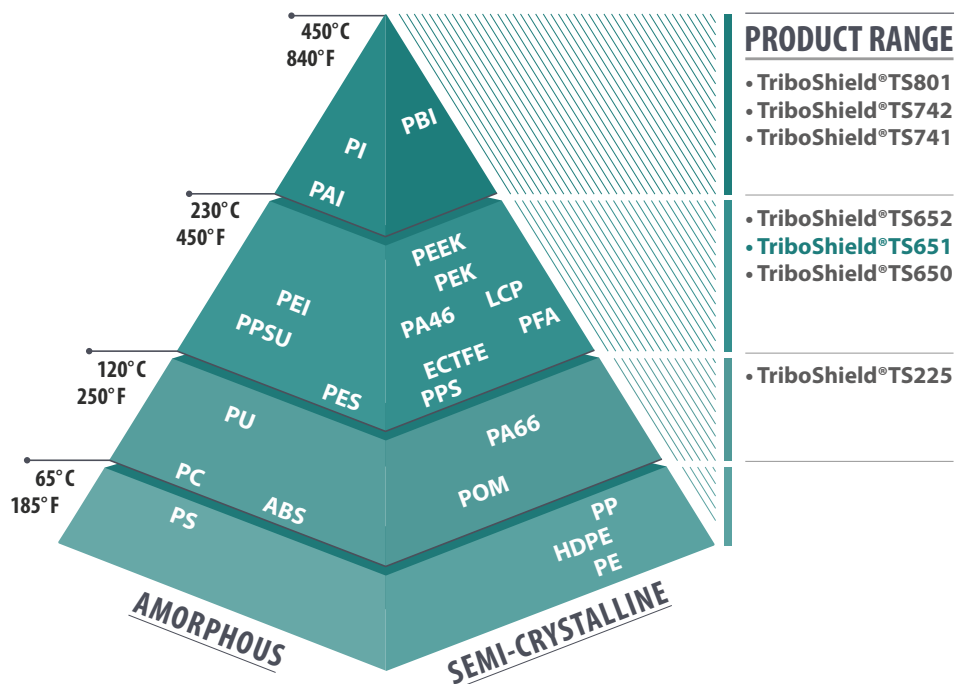 450°C
840°F
PI
PAI
PBI
230°C
450°F
PEI
PPSU
PES
PEEK
PEK
LCP
PA46
PFA
ECTFE
PPS
120°C
250°F
PU
PC
ABS
PA66
POM
65°C
185°F
PS
PP
HDPE
PE
AMORPHOUS
SEMI-CRYSTALLINE
PRODUCT RANGE
• TriboShield®TS801
• TriboShield®TS742
• TriboShield®TS741
• TriboShield®TS652
• TriboShield®TS651
• TriboShield®TS650
• TriboShield®TS225